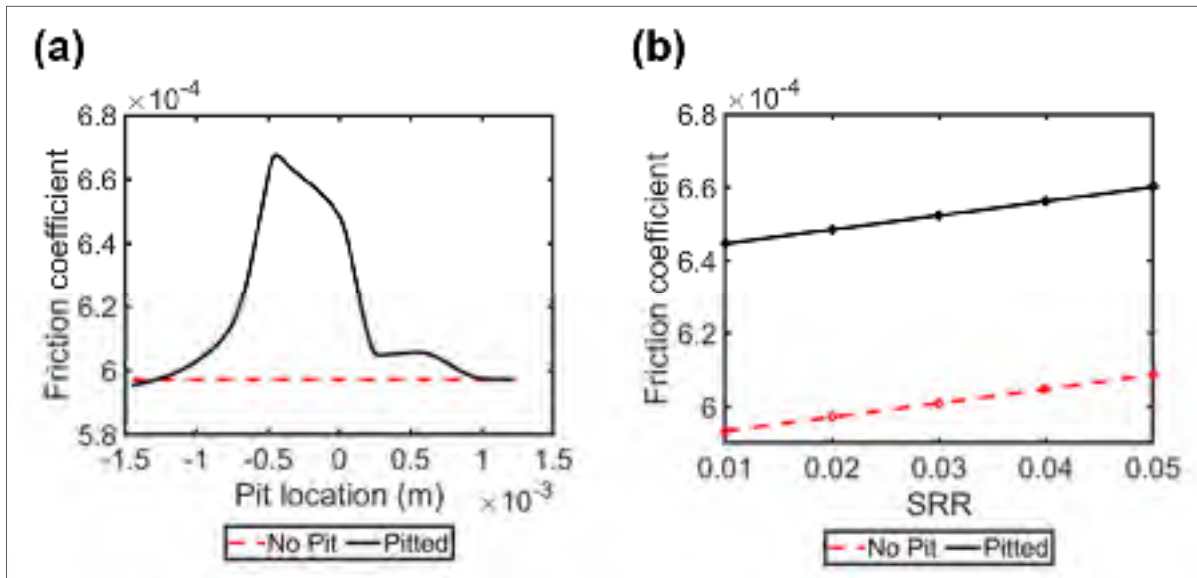 (a)
×10⁻⁴
6.8
6.6
6.4
6.2
6
5.8
Friction coefficient
-1.5 -1 -0.5 0 0.5 1 1.5
Pit location (m) ×10⁻³
No Pit Pitted
(b)
×10⁻⁴
6.8
6.6
6.4
6.2
6
Friction coefficient
0.01 0.02 0.03 0.04 0.05
SRR
No Pit Pitted